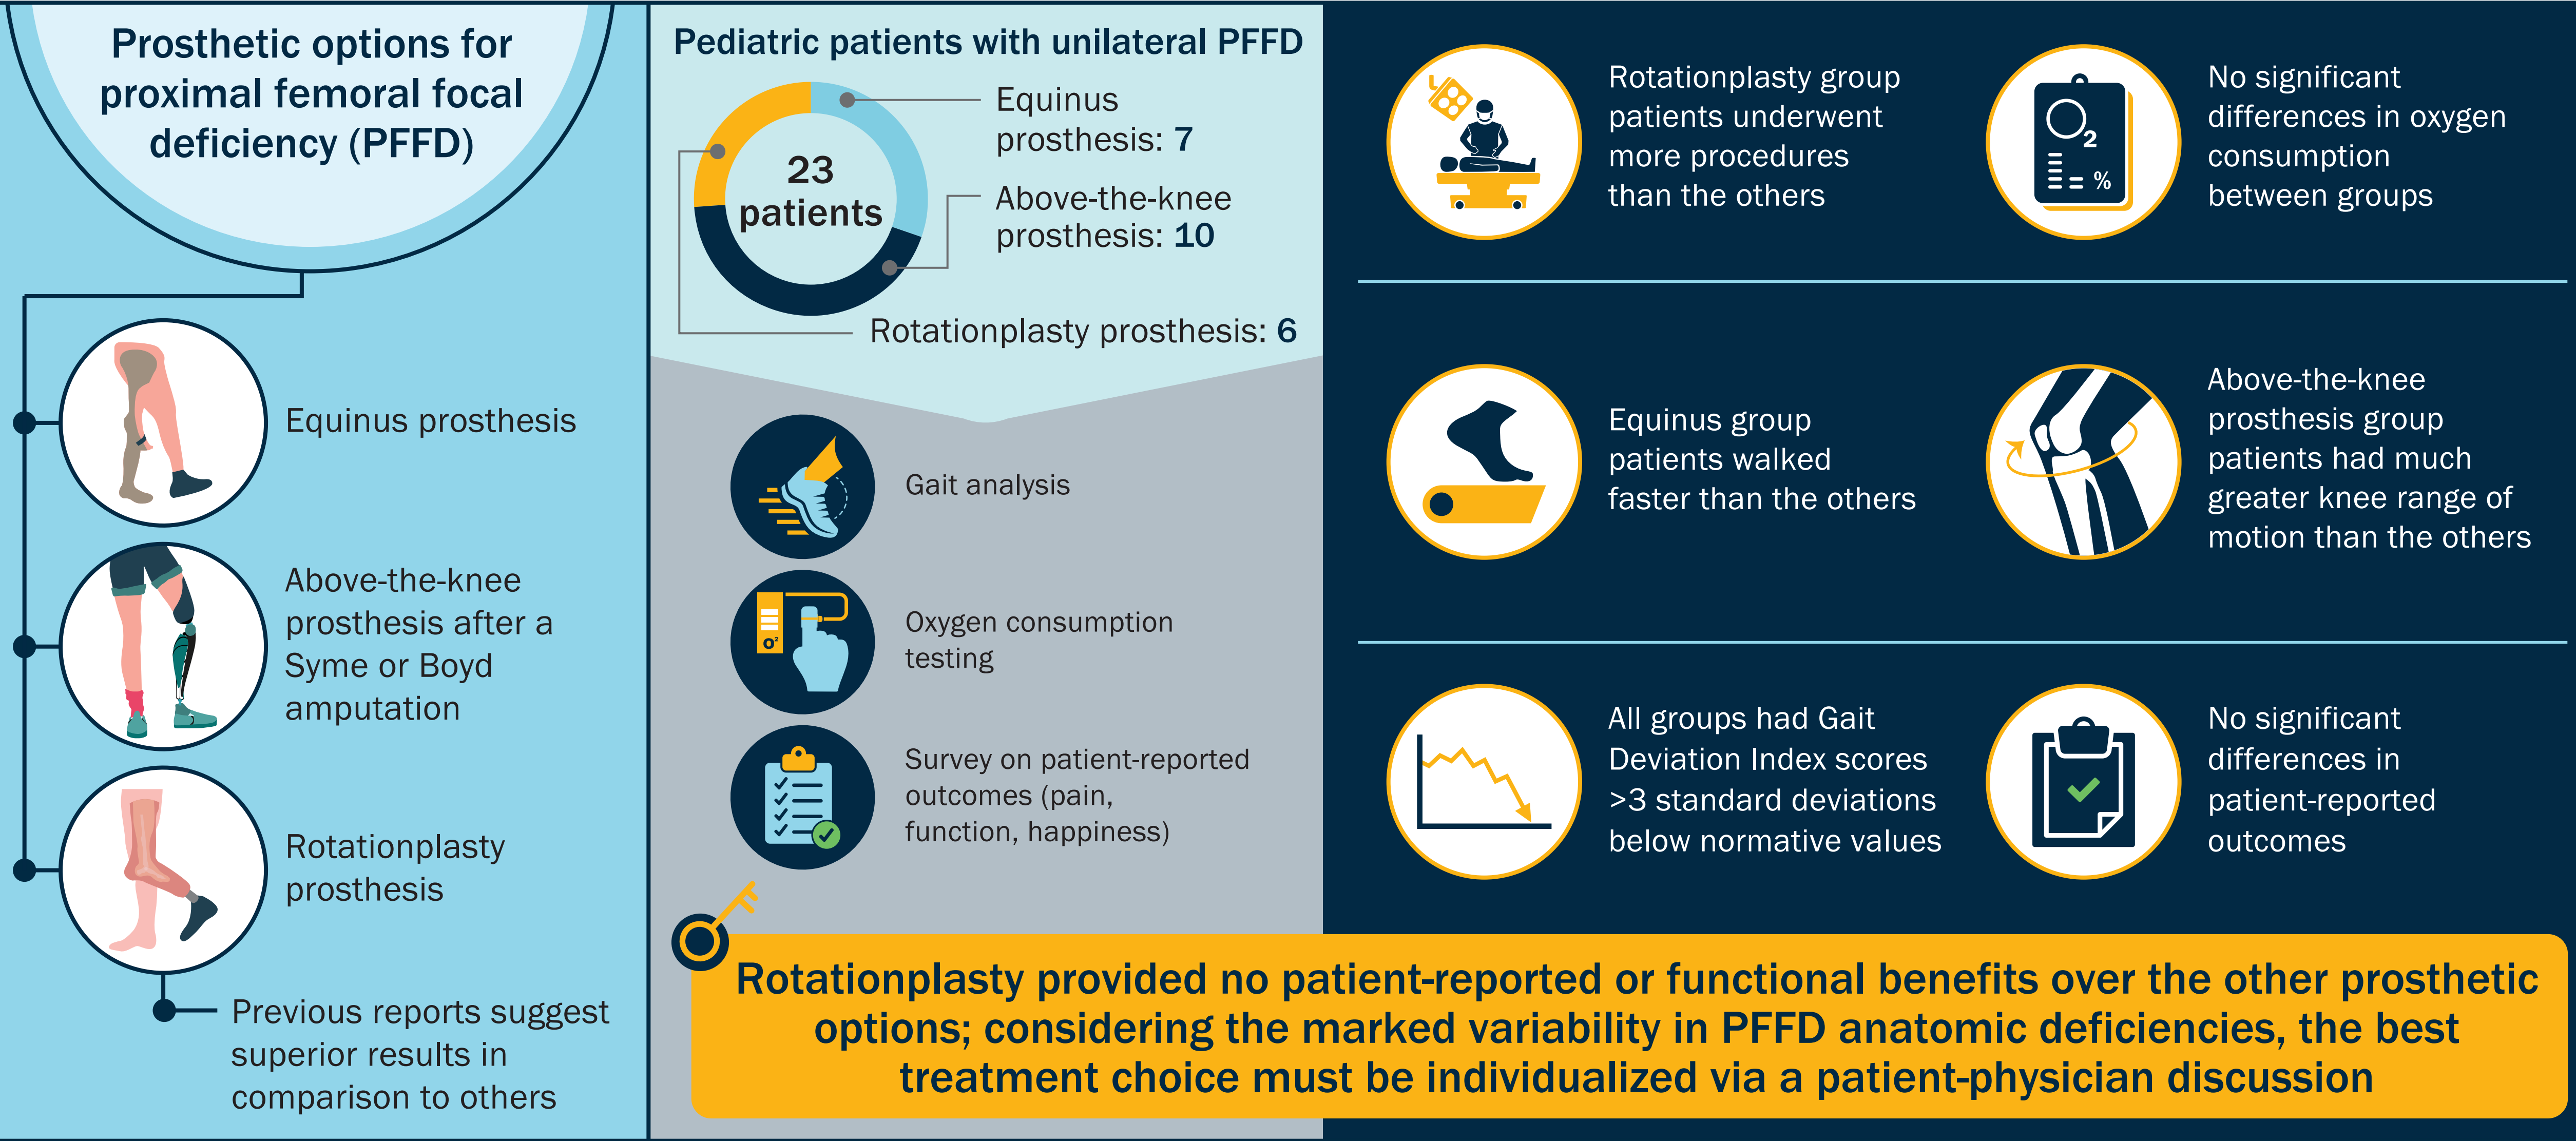 Prosthetic options for
proximal femoral focal
deficiency (PFFD)
Equinus prosthesis
Above-the-knee
prosthesis after a
Syme or Boyd
amputation
Rotationplasty
prosthesis
Previous reports suggest
superior results in
comparison to others
Pediatric patients with unilateral PFFD
23
patients
Equinus
prosthesis: 7
Above-the-knee
prosthesis: 10
Rotationplasty prosthesis: 6
Gait analysis
O²
Oxygen consumption
testing
Survey on patient-reported
outcomes (pain,
function, happiness)
Rotationplasty group
patients underwent
more procedures
than the others
O2
%
No significant
differences in oxygen
consumption
between groups
Equinus group
patients walked
faster than the others
Above-the-knee
prosthesis group
patients had much
greater knee range of
motion than the others
All groups had Gait
Deviation Index scores
>3 standard deviations
below normative values
No significant
differences in
patient-reported
outcomes
Rotationplasty provided no patient-reported or functional benefits over the other prosthetic
options; considering the marked variability in PFFD anatomic deficiencies, the best
treatment choice must be individualized via a patient-physician discussion